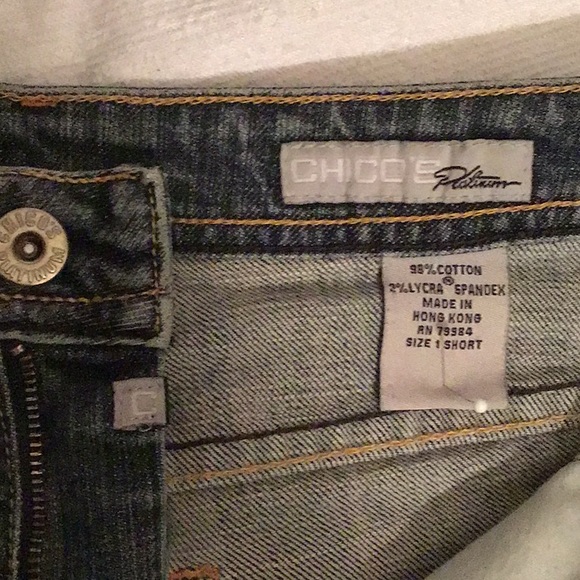 CHICO'S Platinum
CHICO'S
PLATINUM
98% COTTON
2% LYCRA® SPANDEX
MADE IN
HONG KONG
RN 79984
SIZE 1 SHORT
C